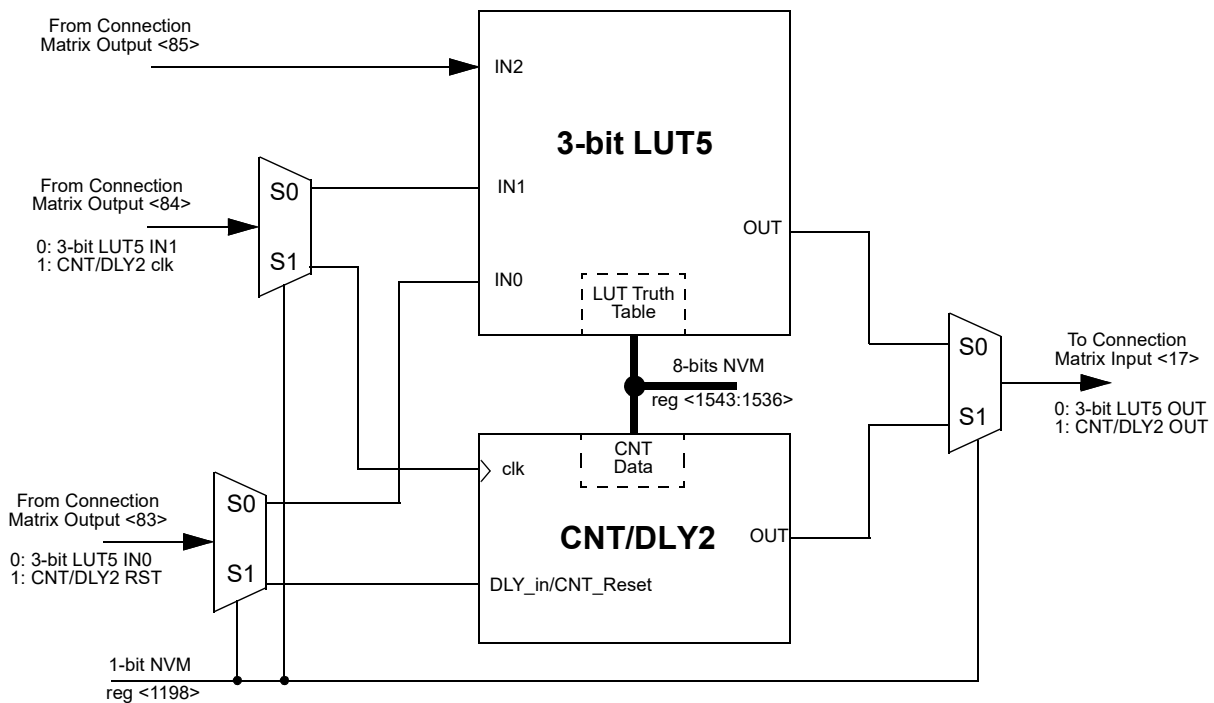 From Connection
Matrix Output <85>
IN2
3-bit LUT5
From Connection
Matrix Output <84>
0: 3-bit LUT5 IN1
1: CNT/DLY2 clk
S0
S1
IN1
OUT
IN0
LUT Truth
Table
8-bits NVM
reg <1543:1536>
S0
S1
To Connection
Matrix Input <17>
0: 3-bit LUT5 OUT
1: CNT/DLY2 OUT
CNT
Data
clk
CNT/DLY2
OUT
From Connection
Matrix Output <83>
0: 3-bit LUT5 IN0
1: CNT/DLY2 RST
S0
S1
DLY_in/CNT_Reset
1-bit NVM
reg <1198>